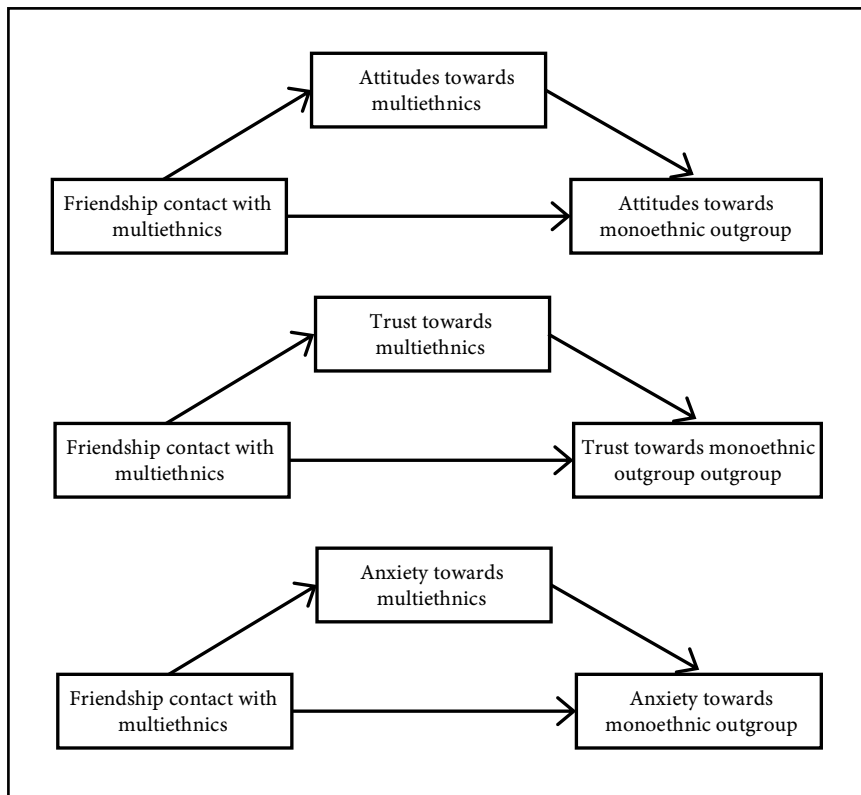 Attitudes towards
multiethnics
Friendship contact with
multiethnics
Attitudes towards
monoethnic outgroup
Trust towards
multiethnics
Friendship contact with
multiethnics
Trust towards monoethnic
outgroup outgroup
Anxiety towards
multiethnics
Friendship contact with
multiethnics
Anxiety towards
monoethnic outgroup